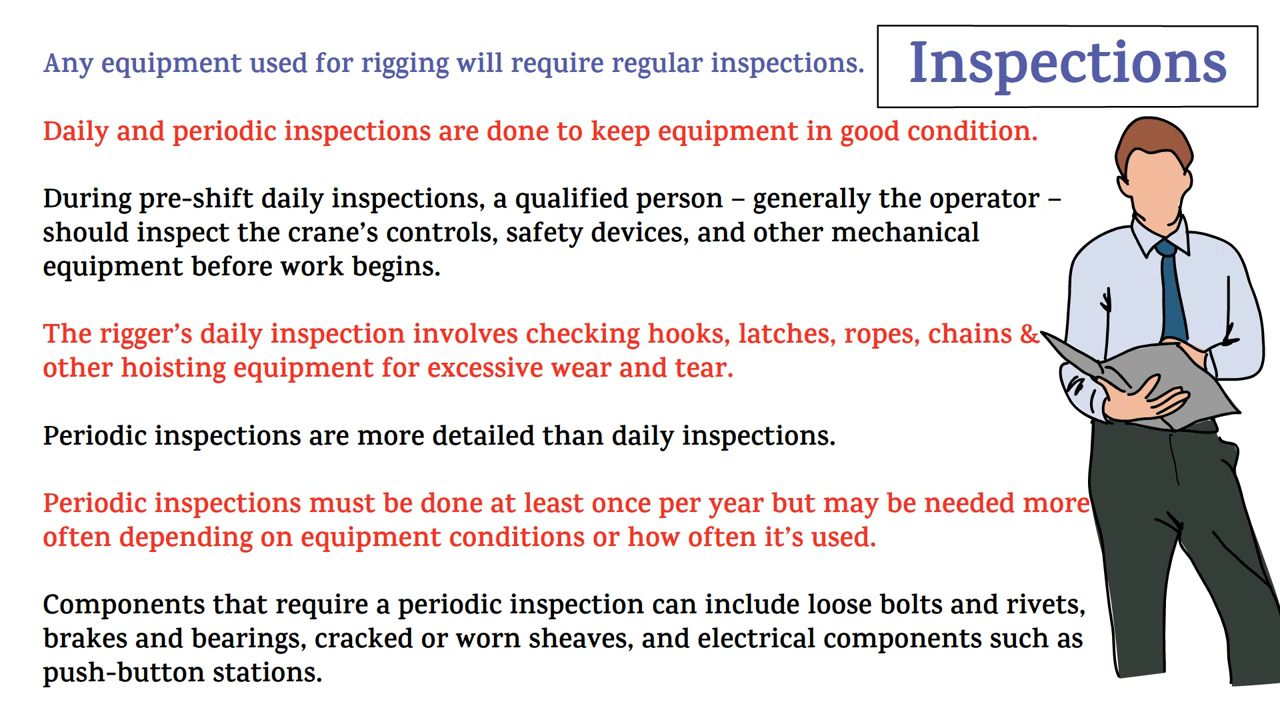 Inspections
Any equipment used for rigging will require regular inspections.
Daily and periodic inspections are done to keep equipment in good condition.
During pre-shift daily inspections, a qualified person – generally the operator –
should inspect the crane’s controls, safety devices, and other mechanical
equipment before work begins.
The rigger’s daily inspection involves checking hooks, latches, ropes, chains &
other hoisting equipment for excessive wear and tear.
Periodic inspections are more detailed than daily inspections.
Periodic inspections must be done at least once per year but may be needed more
often depending on equipment conditions or how often it’s used.
Components that require a periodic inspection can include loose bolts and rivets,
brakes and bearings, cracked or worn sheaves, and electrical components such as
push-button stations.